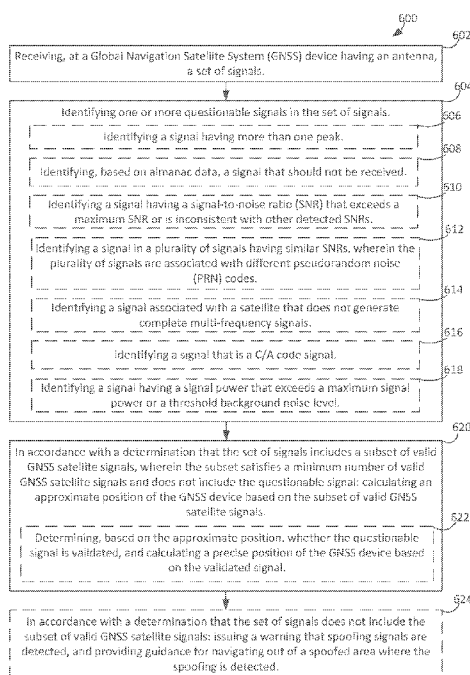 600
602
Receiving, at a Global Navigation Satellite System (GNSS) device having an antenna,
a set of signals.
604
Identifying one or more questionable signals in the set of signals.
606
Identifying a signal having more than one peak.
608
Identifying, based on almanac data, a signal that should not be received.
610
Identifying a signal having a signal-to-noise ratio (SNR) that exceeds a
maximum SNR or is inconsistent with other detected SNRs.
612
Identifying a signal in a plurality of signals having similar SNRs, wherein the
plurality of signals are associated with different pseudorandom noise
(PRN) codes.
614
Identifying a signal associated with a satellite that does not generate
complete multi-frequency signals.
616
Identifying a signal that is a C/A code signal.
618
Identifying a signal having a signal power that exceeds a maximum signal
power or a threshold background noise level.
620
In accordance with a determination that the set of signals includes a subset of valid
GNSS satellite signals, wherein the subset satisfies a minimum number of valid
GNSS satellite signals and does not include the questionable signal: calculating an
approximate position of the GNSS device based on the subset of valid GNSS
satellite signals.
622
Determining, based on the approximate position, whether the questionable
signal is validated, and calculating a precise position of the GNSS device based
on the validated signal.
624
In accordance with a determination that the set of signals does not include the
subset of valid GNSS satellite signals: issuing a warning that spoofing signals are
detected, and providing guidance for navigating out of a spoofed area where the
spoofing is detected.